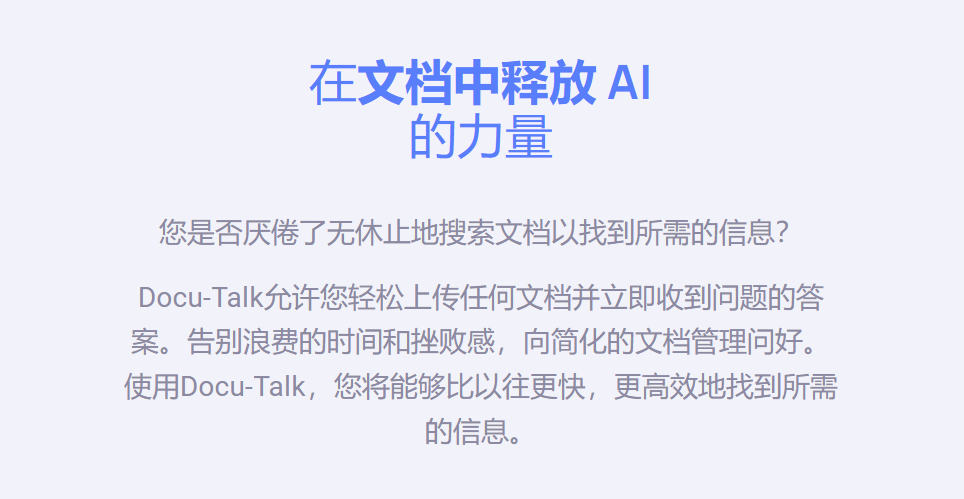 在文档中释放 AI
的力量
您是否厌倦了无休止地搜索文档以找到所需的信息？
Docu-Talk允许您轻松上传任何文档并立即收到问题的答
案。告别浪费的时间和挫败感，向简化的文档管理问好。
使用Docu-Talk，您将能够比以往更快，更高效地找到所需
的信息。